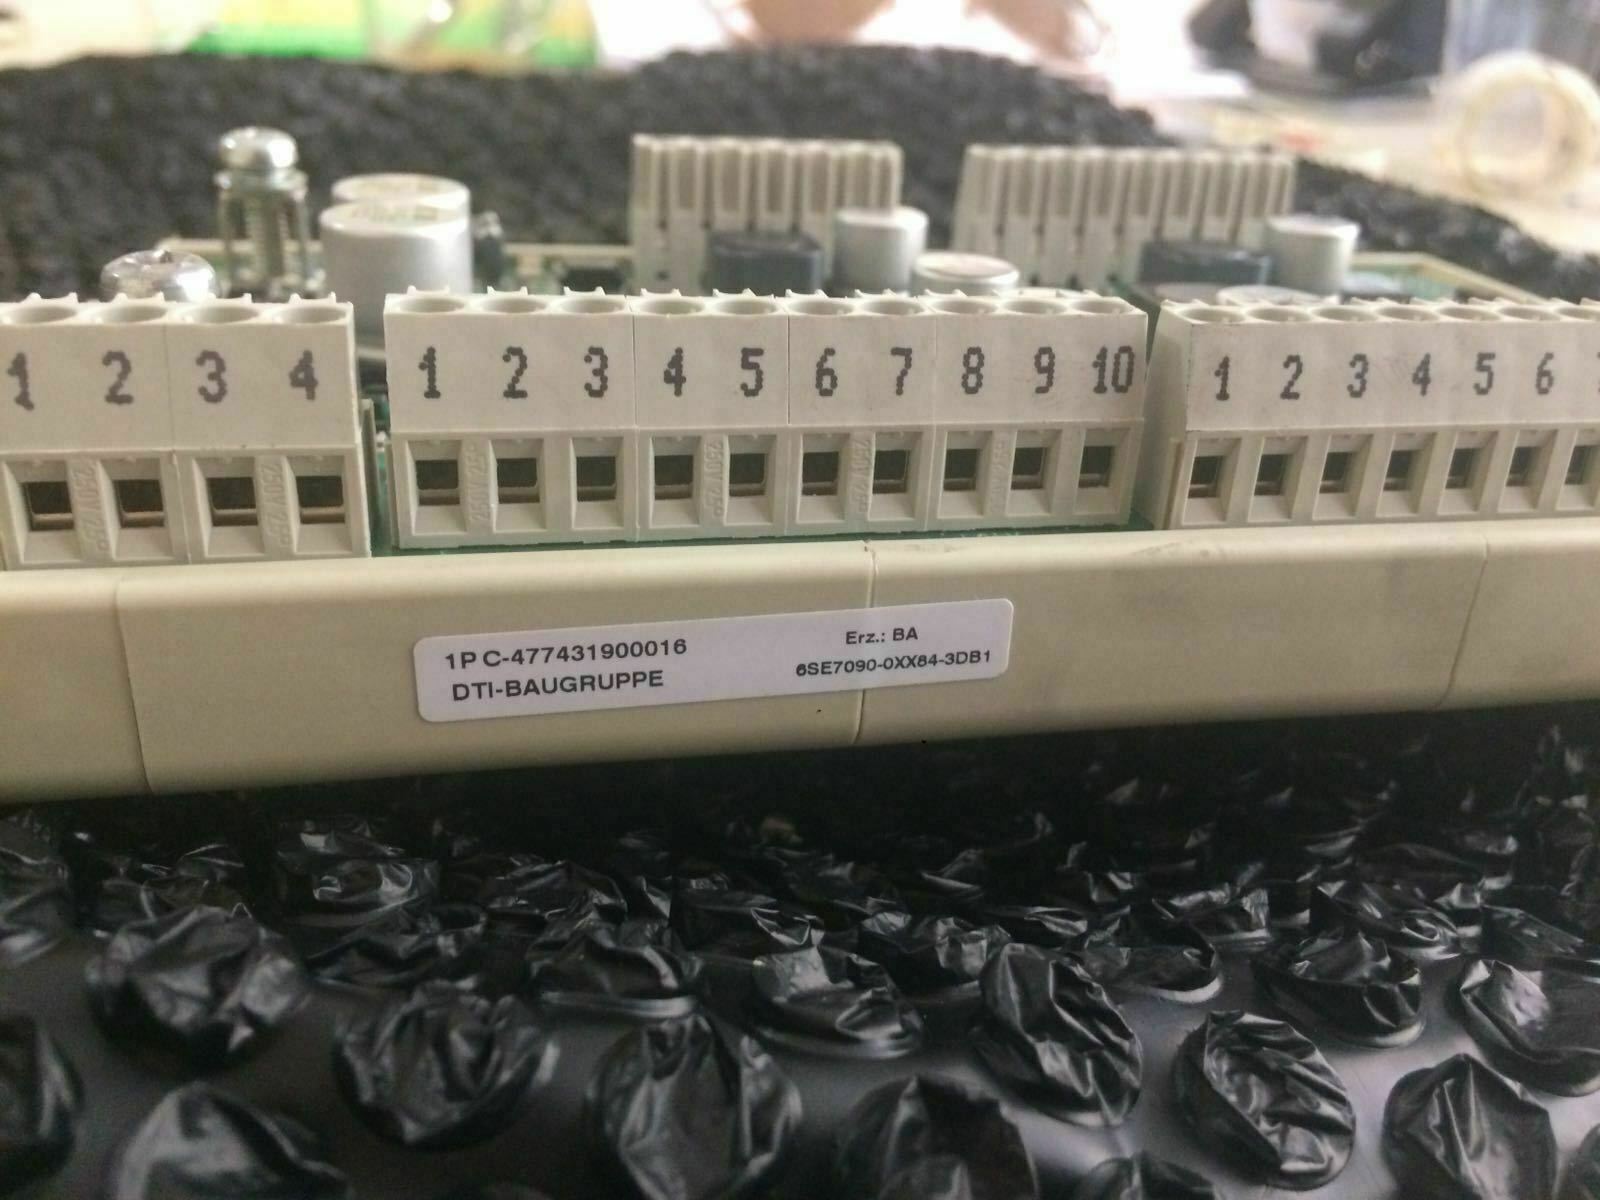 1 2 3 4
1 2 3 4 5 6 7 8 9 10
1 2 3 4 5 6
1P C-477431900016
DTI-BAUGRUPPE
Erz.: BA
6SE7090-0XX84-3DB1